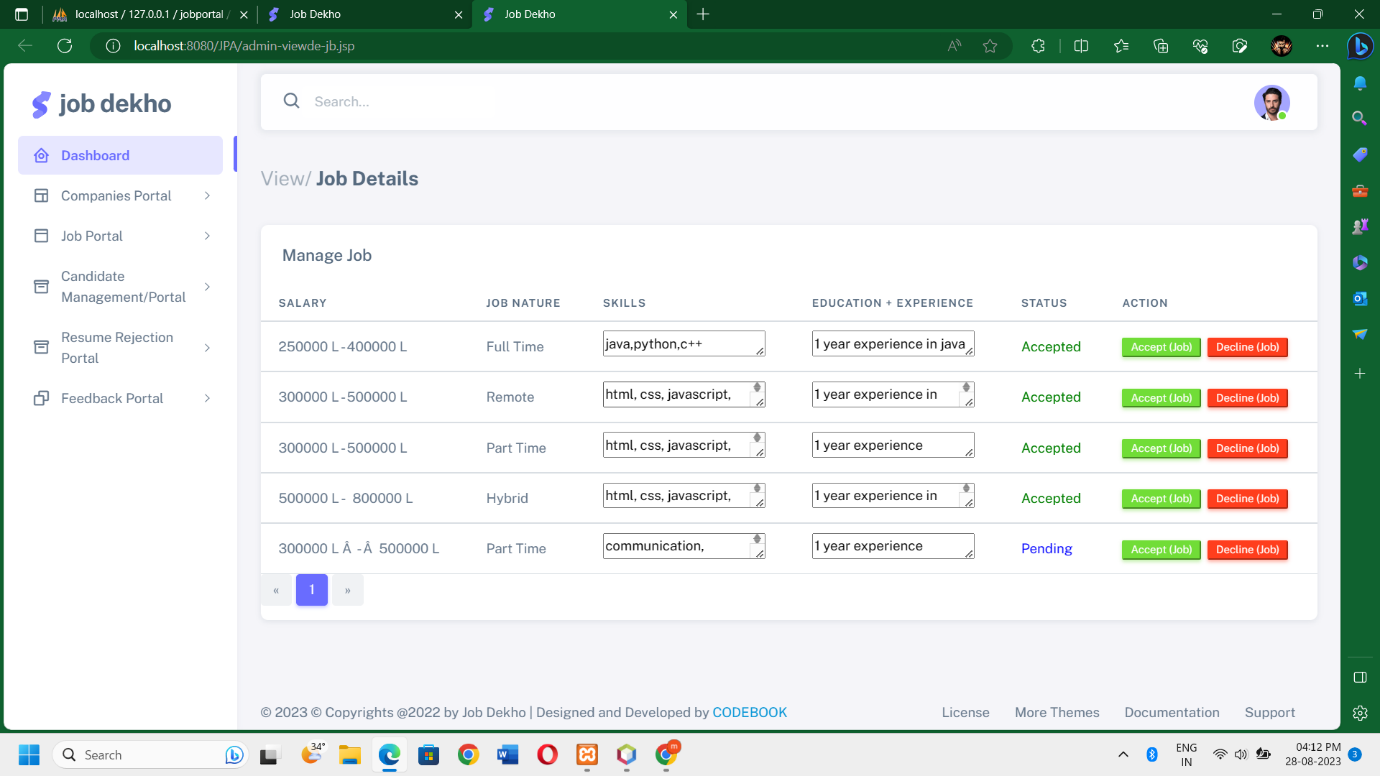 localhost / 127.0.0.1 / jobportal /
Job Dekho
Job Dekho
localhost:8080/JPA/admin-viewde-jb.jsp
job dekho
Search...
Dashboard
Companies Portal
Job Portal
Candidate
Management/Portal
Resume Rejection
Portal
Feedback Portal
View/ Job Details
Manage Job
SALARY JOB NATURE SKILLS EDUCATION + EXPERIENCE STATUS ACTION
250000 L - 400000 L Full Time java,python,c++ 1 year experience in java Accepted Accept (Job) Decline (Job)
300000 L - 500000 L Remote html, css, javascript, 1 year experience in Accepted Accept (Job) Decline (Job)
300000 L - 500000 L Part Time html, css, javascript, 1 year experience Accepted Accept (Job) Decline (Job)
500000 L - 800000 L Hybrid html, css, javascript, 1 year experience in Accepted Accept (Job) Decline (Job)
300000 L Â - Â 500000 L Part Time communication, 1 year experience Pending Accept (Job) Decline (Job)
« 1 »
© 2023 © Copyrights @2022 by Job Dekho | Designed and Developed by CODEBOOK License More Themes Documentation Support
Search
34°
ENG
IN
04:12 PM
28-08-2023
3